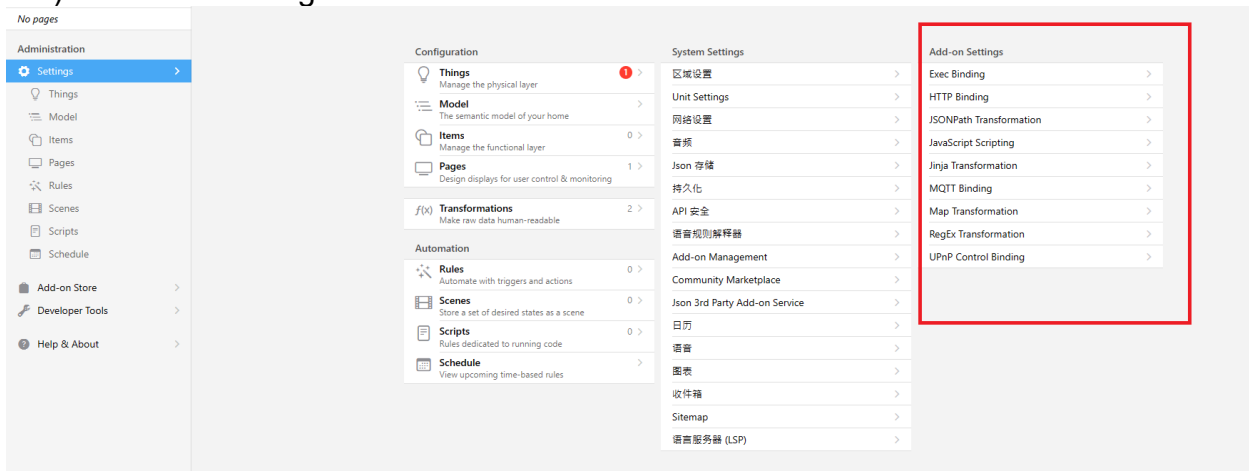 No pages
Administration
Settings
Things
Model
Items
Pages
Rules
Scenes
Scripts
Schedule
Add-on Store
Developer Tools
Help & About
Configuration
Things
1
Manage the physical layer
Model
The semantic model of your home
Items
0
Manage the functional layer
Pages
1
Design displays for user control & monitoring
f(x) Transformations
2
Make raw data human-readable
Automation
Rules
0
Automate with triggers and actions
Scenes
0
Store a set of desired states as a scene
Scripts
0
Rules dedicated to running code
Schedule
View upcoming time-based rules
System Settings
区域设置
Unit Settings
网络设置
音频
Json 存储
持久化
API 安全
语音规则解释器
Add-on Management
Community Marketplace
Json 3rd Party Add-on Service
日历
语音
图表
收件箱
Sitemap
语言服务器 (LSP)
Add-on Settings
Exec Binding
HTTP Binding
JSONPath Transformation
JavaScript Scripting
Jinja Transformation
MQTT Binding
Map Transformation
RegEx Transformation
UPnP Control Binding